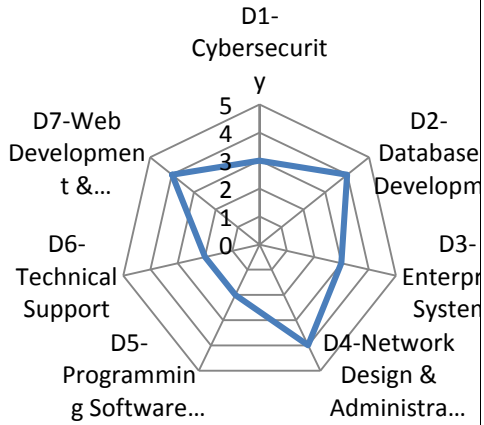 D1-
Cybersecurit
y
D2-
Database
Developm
D3-
Enterpr
System
D4-Network
Design &
Administra...
D5-
Programmin
g Software...
D6-
Technical
Support
D7-Web
Developmen
t &...
5
4
3
2
1
0